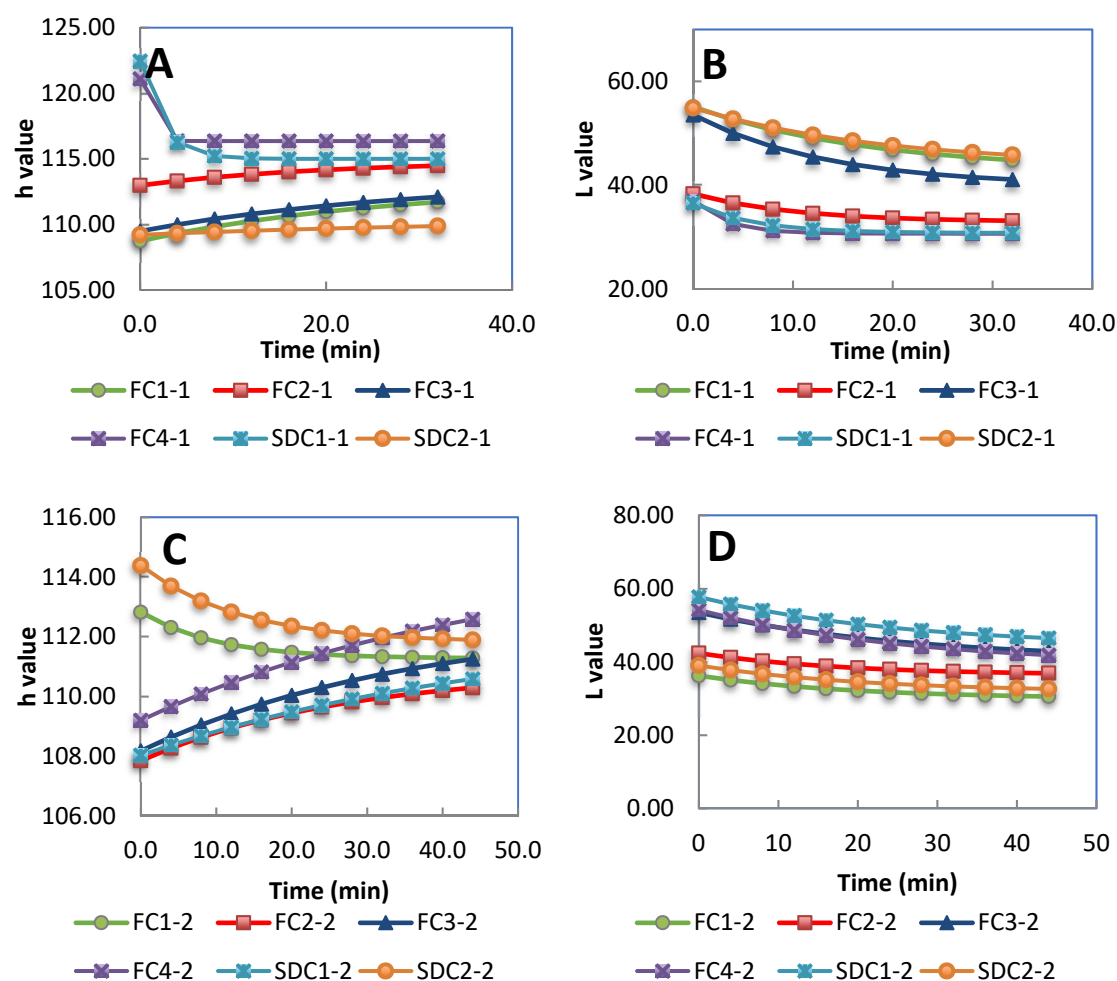 A
h value
125.00
120.00
115.00
110.00
105.00
0.0 20.0 40.0
Time (min)
FC1-1 FC2-1 FC3-1
FC4-1 SDC1-1 SDC2-1
B
L value
60.00
40.00
20.00
0.0 10.0 20.0 30.0 40.0
Time (min)
FC1-1 FC2-1 FC3-1
FC4-1 SDC1-1 SDC2-1
C
h value
116.00
114.00
112.00
110.00
108.00
106.00
0.0 10.0 20.0 30.0 40.0 50.0
Time (min)
FC1-2 FC2-2 FC3-2
FC4-2 SDC1-2 SDC2-2
D
L value
80.00
60.00
40.00
20.00
0.00
0 10 20 30 40 50
Time (min)
FC1-2 FC2-2 FC3-2
FC4-2 SDC1-2 SDC2-2